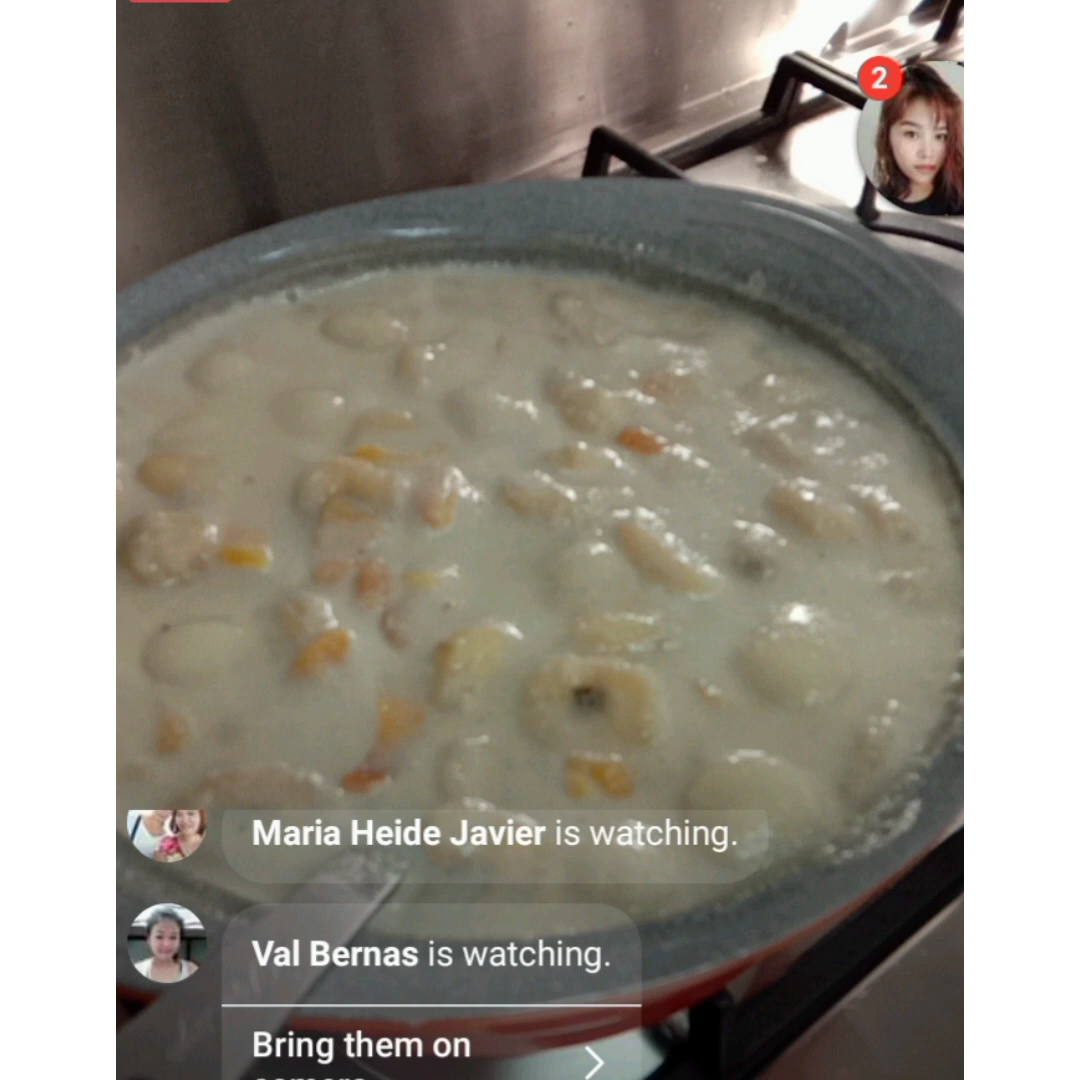 2
Maria Heide Javier is watching.
Val Bernas is watching.
Bring them on